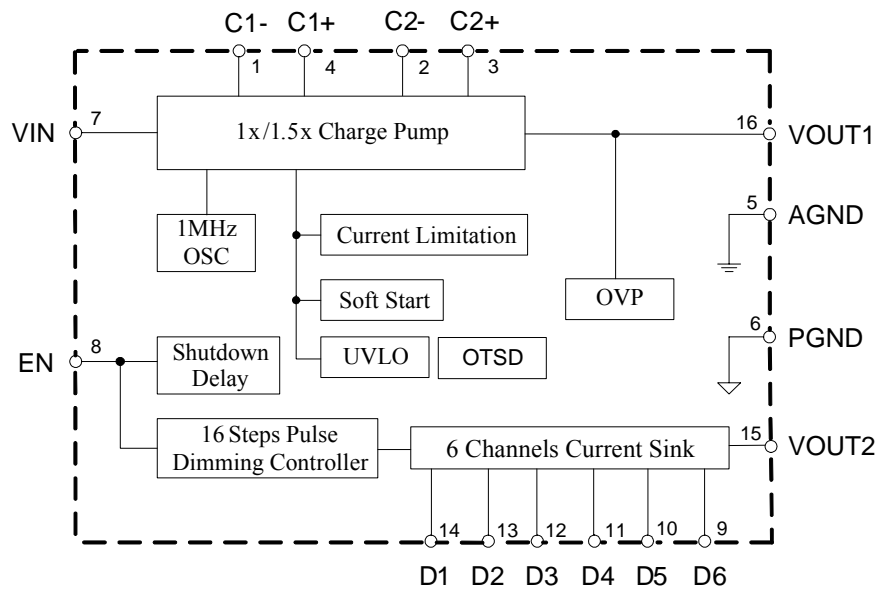 C1- C1+ C2- C2+
1 4 2 3
VIN 7
1x/1.5x Charge Pump
16 VOUT1
5 AGND
1MHz
OSC
Current Limitation
Soft Start
OVP
6 PGND
EN 8
Shutdown
Delay
UVLO
OTSD
16 Steps Pulse
Dimming Controller
6 Channels Current Sink
15 VOUT2
14 13 12 11 10 9
D1 D2 D3 D4 D5 D6